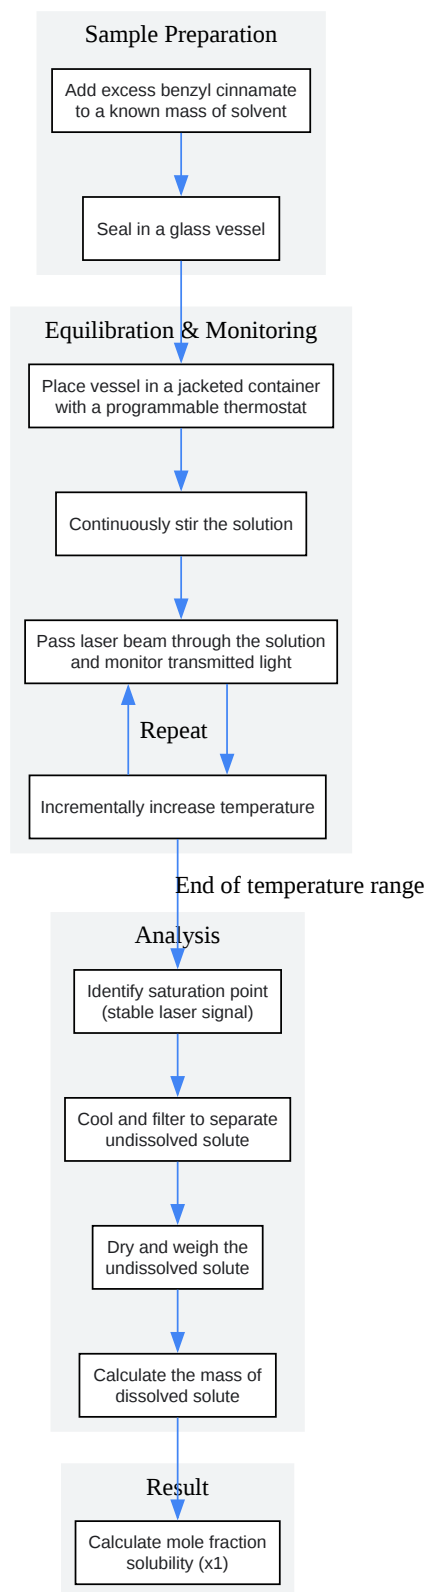 Sample Preparation
Add excess benzyl cinnamate
to a known mass of solvent
Seal in a glass vessel
Equilibration & Monitoring
Place vessel in a jacketed container
with a programmable thermostat
Continuously stir the solution
Pass laser beam through the solution
and monitor transmitted light
Repeat
Incrementally increase temperature
End of temperature range
Analysis
Identify saturation point
(stable laser signal)
Cool and filter to separate
undissolved solute
Dry and weigh the
undissolved solute
Calculate the mass of
dissolved solute
Result
Calculate mole fraction
solubility (x1)